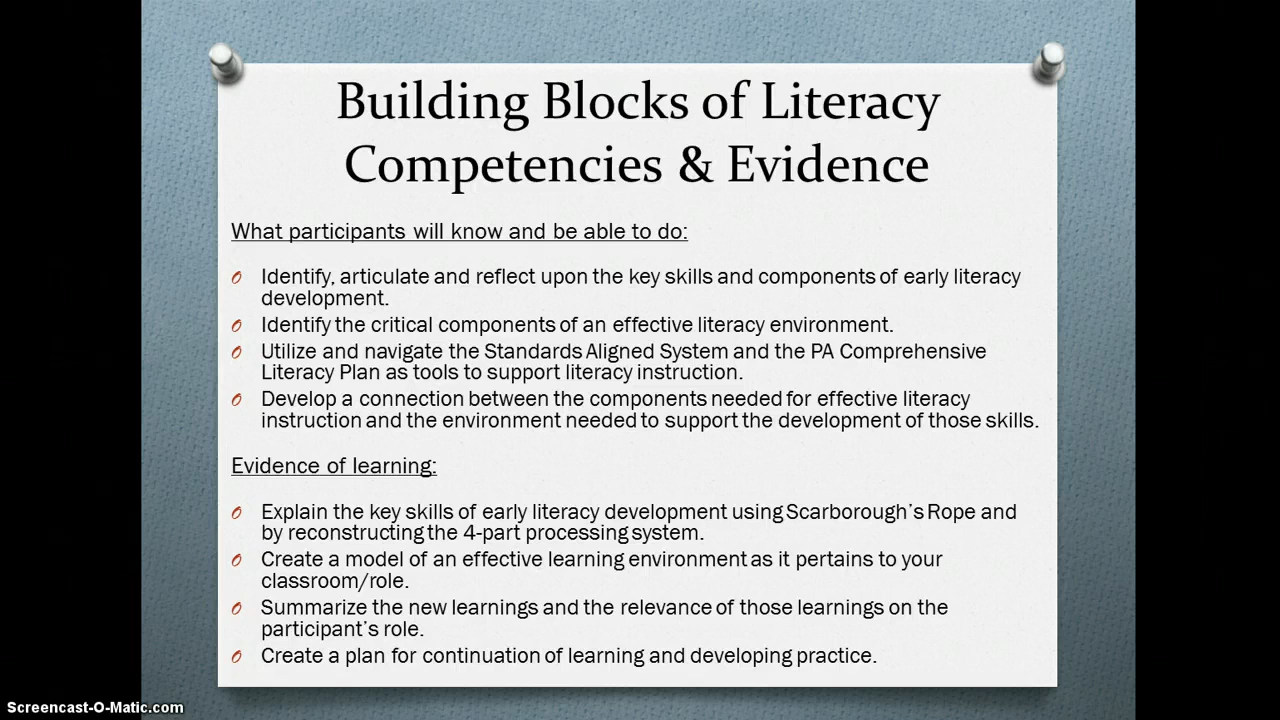 Building Blocks of Literacy
Competencies & Evidence
What participants will know and be able to do:
Identify, articulate and reflect upon the key skills and components of early literacy
development.
Identify the critical components of an effective literacy environment.
Utilize and navigate the Standards Aligned System and the PA Comprehensive
Literacy Plan as tools to support literacy instruction.
Develop a connection between the components needed for effective literacy
instruction and the environment needed to support the development of those skills.
Evidence of learning:
Explain the key skills of early literacy development using Scarborough's Rope and
by reconstructing the 4-part processing system.
Create a model of an effective learning environment as it pertains to your
classroom/role.
Summarize the new learnings and the relevance of those learnings on the
participant's role.
Create a plan for continuation of learning and developing practice.
Screencast-O-Matic.com